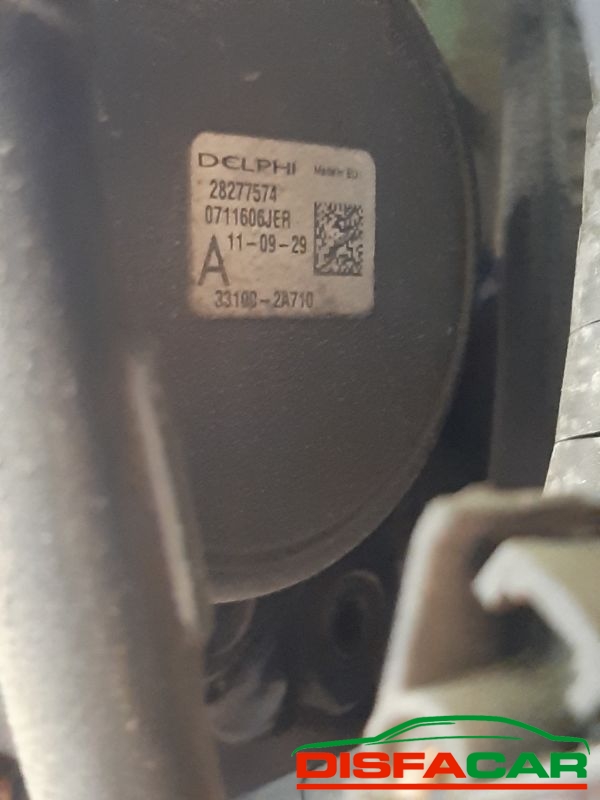 DELPHI Made in EU
28277574
0711606JER
11-09-29
A
33100-2A710
DISFACAR